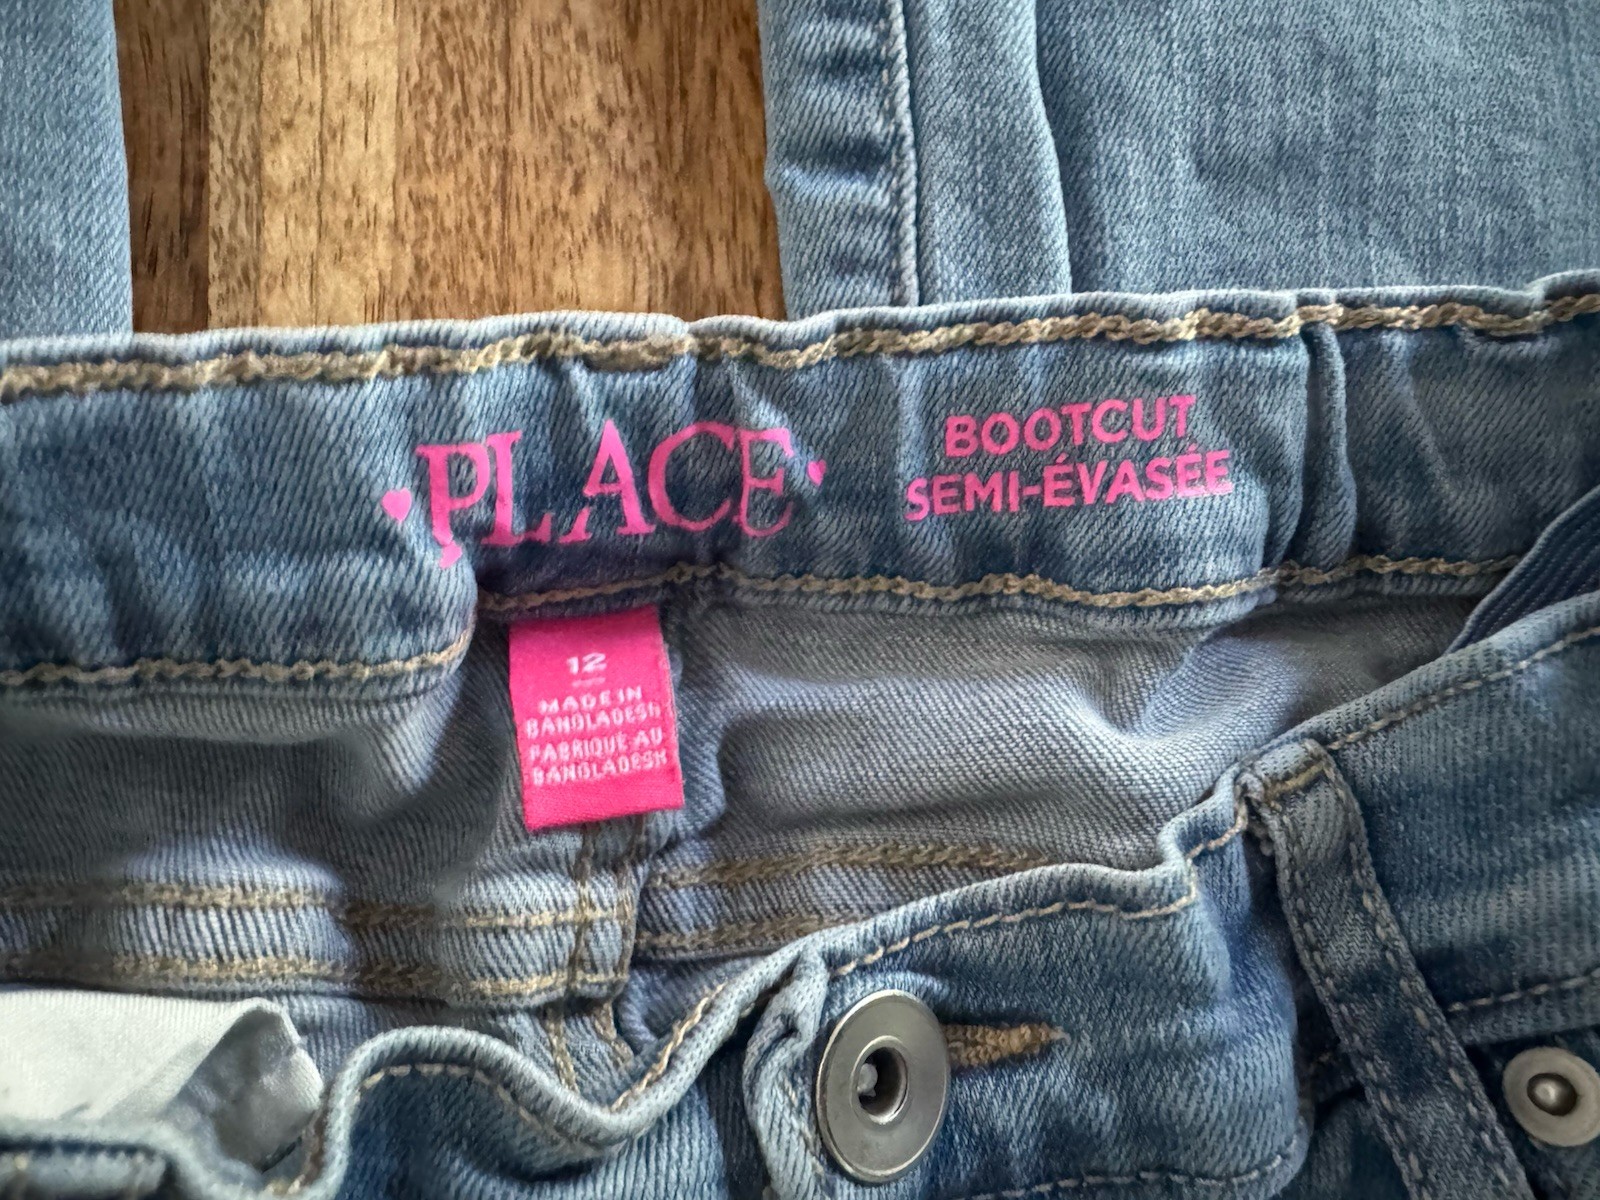 PLACE
BOOTCUT
SEMI-ÉVASÉE
12
MADE IN
BANGLADESH
FABRIQUE AU
BANGLADESH